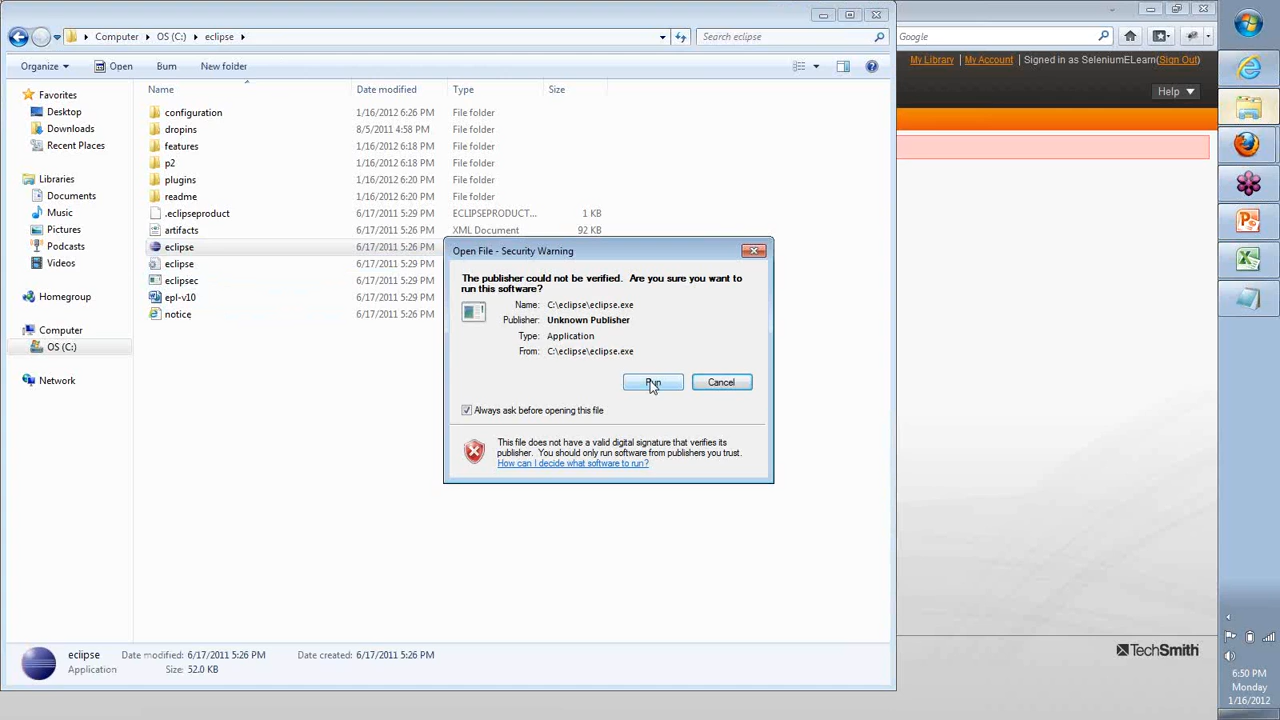 Computer ▸ OS (C:) ▸ eclipse ▸
Search eclipse
Google
Organize Open Burn New folder
My Library | My Account | Signed in as SeleniumELearn(Sign Out)
Help
Name Date modified Type Size
Favorites
Desktop
Downloads
Recent Places
Libraries
Documents
Music
Pictures
Podcasts
Videos
Homegroup
Computer
OS (C:)
Network
configuration 1/16/2012 6:26 PM File folder
dropins 8/5/2011 4:58 PM File folder
features 1/16/2012 6:18 PM File folder
p2 1/16/2012 6:18 PM File folder
plugins 1/16/2012 6:20 PM File folder
readme 1/16/2012 6:20 PM File folder
.eclipseproduct 6/17/2011 5:29 PM ECLIPSEPRODUCT... 1 KB
artifacts 6/17/2011 5:26 PM XML Document 92 KB
eclipse 6/17/2011 5:26 PM
eclipse 6/17/2011 5:29 PM
eclipsec 6/17/2011 5:26 PM
epl-v10 6/17/2011 5:29 PM
notice 6/17/2011 5:29 PM
Open File - Security Warning
The publisher could not be verified. Are you sure you want to
run this software?
Name: C:\eclipse\eclipse.exe
Publisher: Unknown Publisher
Type: Application
From: C:\eclipse\eclipse.exe
Run Cancel
Always ask before opening this file
This file does not have a valid digital signature that verifies its
publisher. You should only run software from publishers you trust.
How can I decide what software to run?
eclipse Date modified: 6/17/2011 5:26 PM Date created: 6/17/2011 5:26 PM
Application Size: 52.0 KB
TechSmith
6:50 PM
Monday
1/16/2012